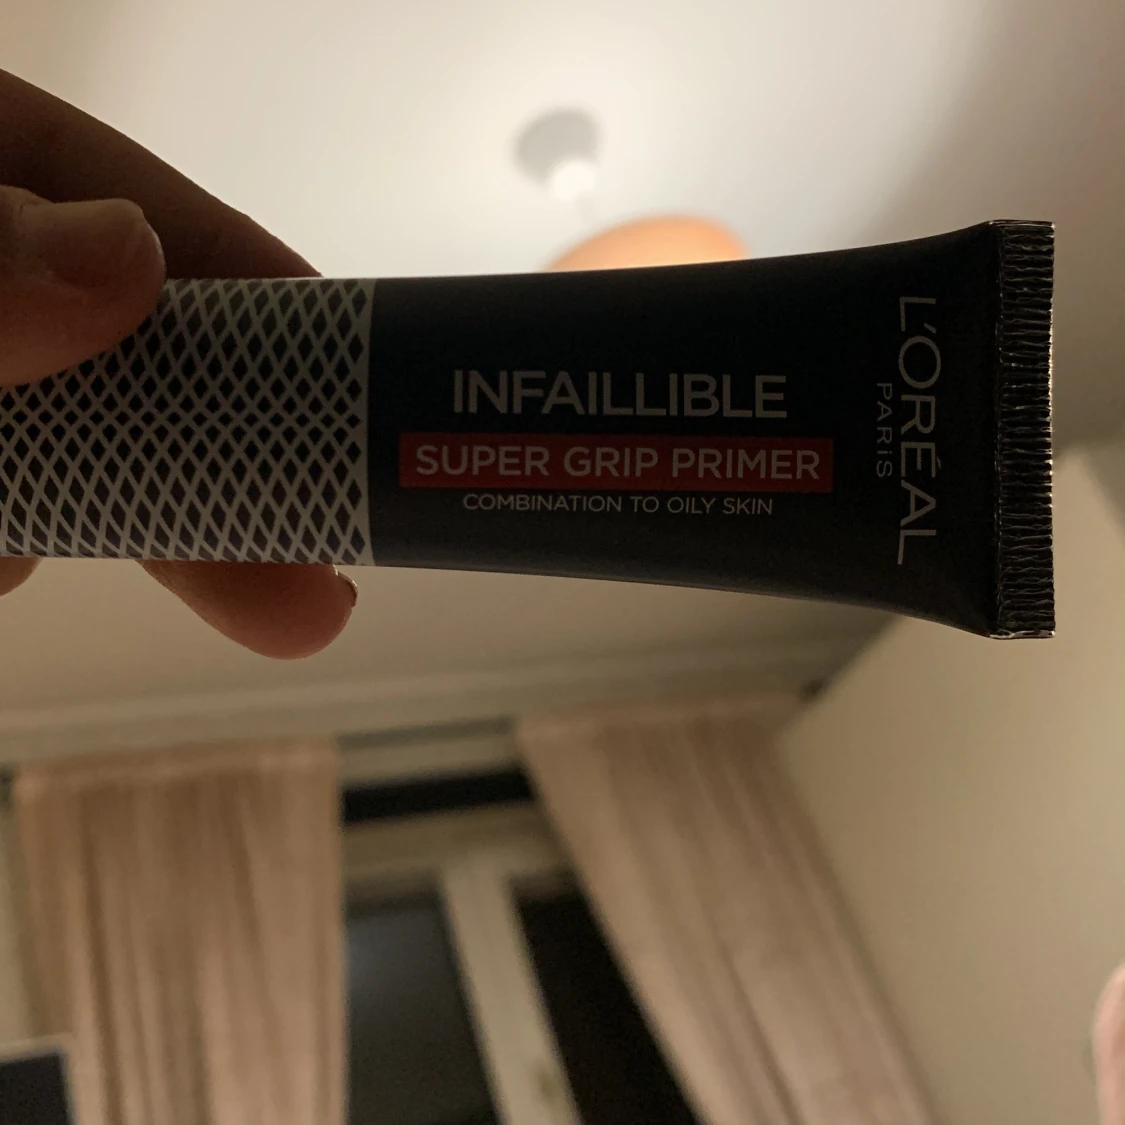 INFAILLIBLE
SUPER GRIP PRIMER
COMBINATION TO OILY SKIN
L'ORÉAL
PARiS